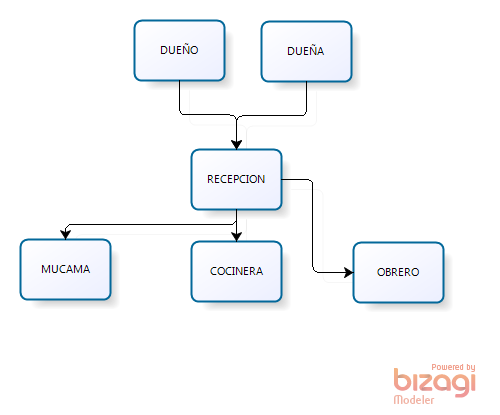 DUEÑO
DUEÑA
RECEPCION
MUCAMA
COCINERA
OBRERO
Powered by
bizagi
Modeler